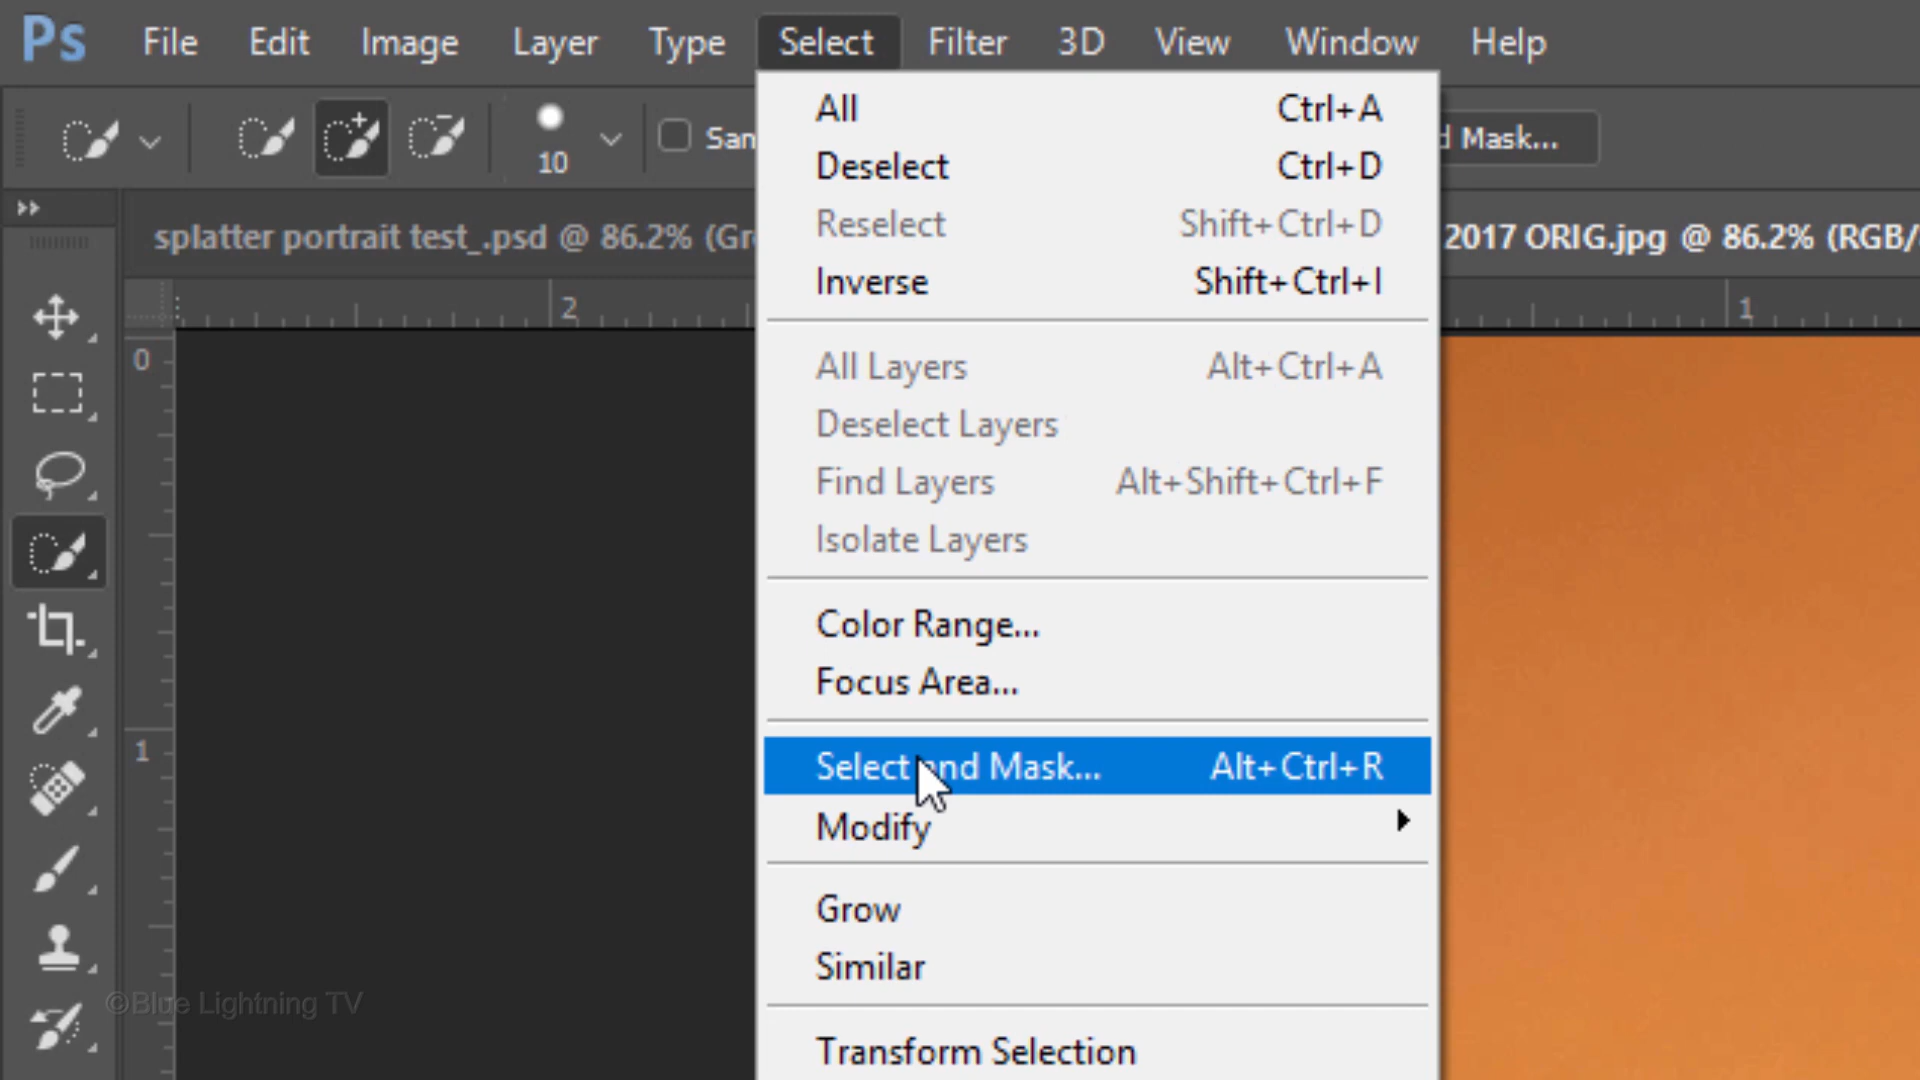 Ps File Edit Image Layer Type Select Filter 3D View Window Help
10 San d Mask...
splatter portrait test_.psd @ 86.2% (Gr 2017 ORIG.jpg @ 86.2% (RGB/
2 1
0
1
All Ctrl+A
Deselect Ctrl+D
Reselect Shift+Ctrl+D
Inverse Shift+Ctrl+I
All Layers Alt+Ctrl+A
Deselect Layers
Find Layers Alt+Shift+Ctrl+F
Isolate Layers
Color Range...
Focus Area...
Select and Mask... Alt+Ctrl+R
Modify
Grow
Similar
Transform Selection
©Blue Lightning TV